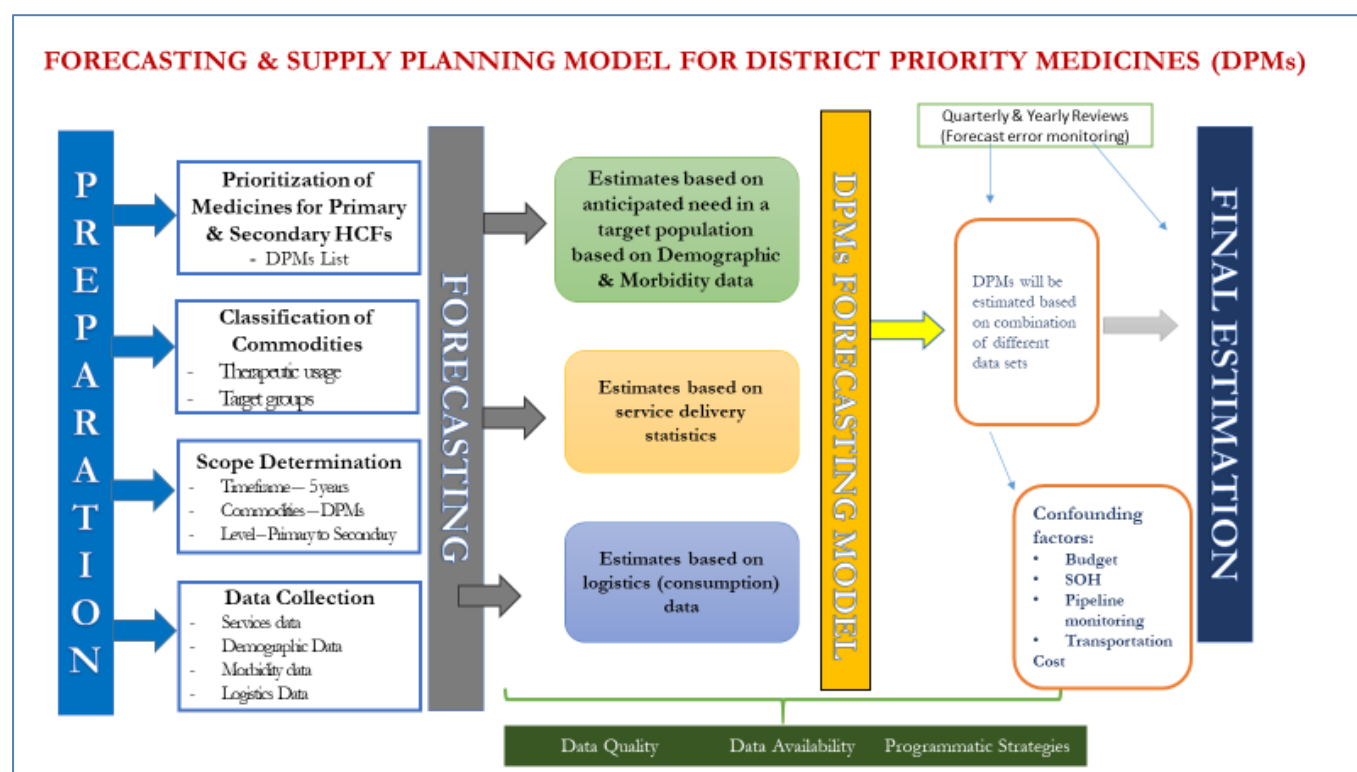 FORECASTING & SUPPLY PLANNING MODEL FOR DISTRICT PRIORITY MEDICINES (DPMs)
PREPARATION
Prioritization of
Medicines for Primary
& Secondary HCFs
- DPMs List
Classification of
Commodities
- Therapeutic usage
- Target groups
Scope Determination
- Timeframe – 5 years
- Commodities – DPMs
- Level – Primary to Secondary
Data Collection
- Services data
- Demographic Data
- Morbidity data
- Logistics Data
FORECASTING
Estimates based on
anticipated need in a
target population
based on Demographic
& Morbidity data
Estimates based on
service delivery
statistics
Estimates based on
logistics (consumption)
data
DPMs FORECASTING MODEL
Quarterly & Yearly Reviews
(Forecast error monitoring)
DPMs will be
estimated based
on combination
of different
data sets
Confounding
factors:
• Budget
• SOH
• Pipeline
monitoring
• Transportation
Cost
FINAL ESTIMATION
Data Quality Data Availability Programmatic Strategies